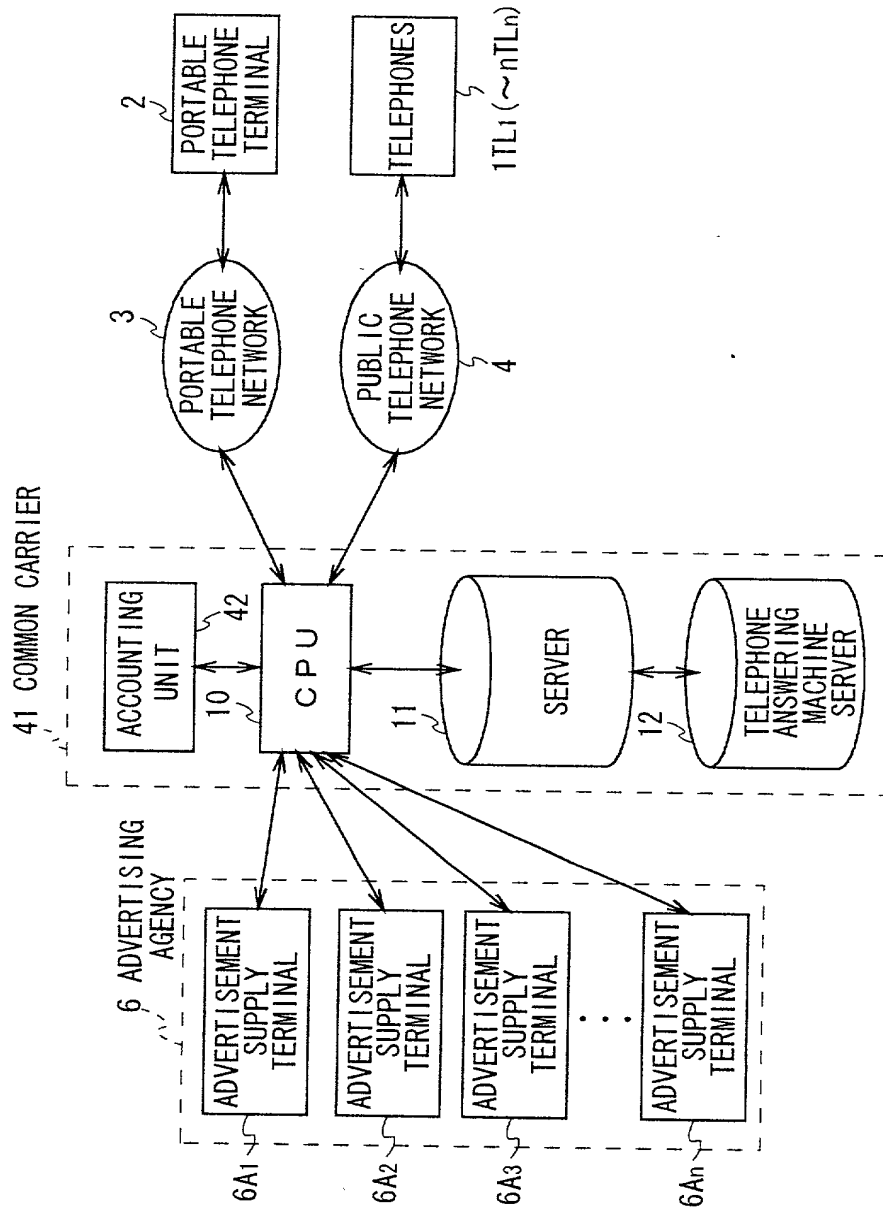 6 ADVERTISING
AGENCY
6A1
ADVERTISEMENT
SUPPLY
TERMINAL
6A2
ADVERTISEMENT
SUPPLY
TERMINAL
6A3
ADVERTISEMENT
SUPPLY
TERMINAL
6An
ADVERTISEMENT
SUPPLY
TERMINAL
41 COMMON CARRIER
ACCOUNTING
UNIT
42
10
CPU
11
SERVER
12
TELEPHONE
ANSWERING
MACHINE
SERVER
3
PORTABLE
TELEPHONE
NETWORK
PUBLIC
TELEPHONE
NETWORK
4
2
PORTABLE
TELEPHONE
TERMINAL
TELEPHONES
1TL1(~nTLn)